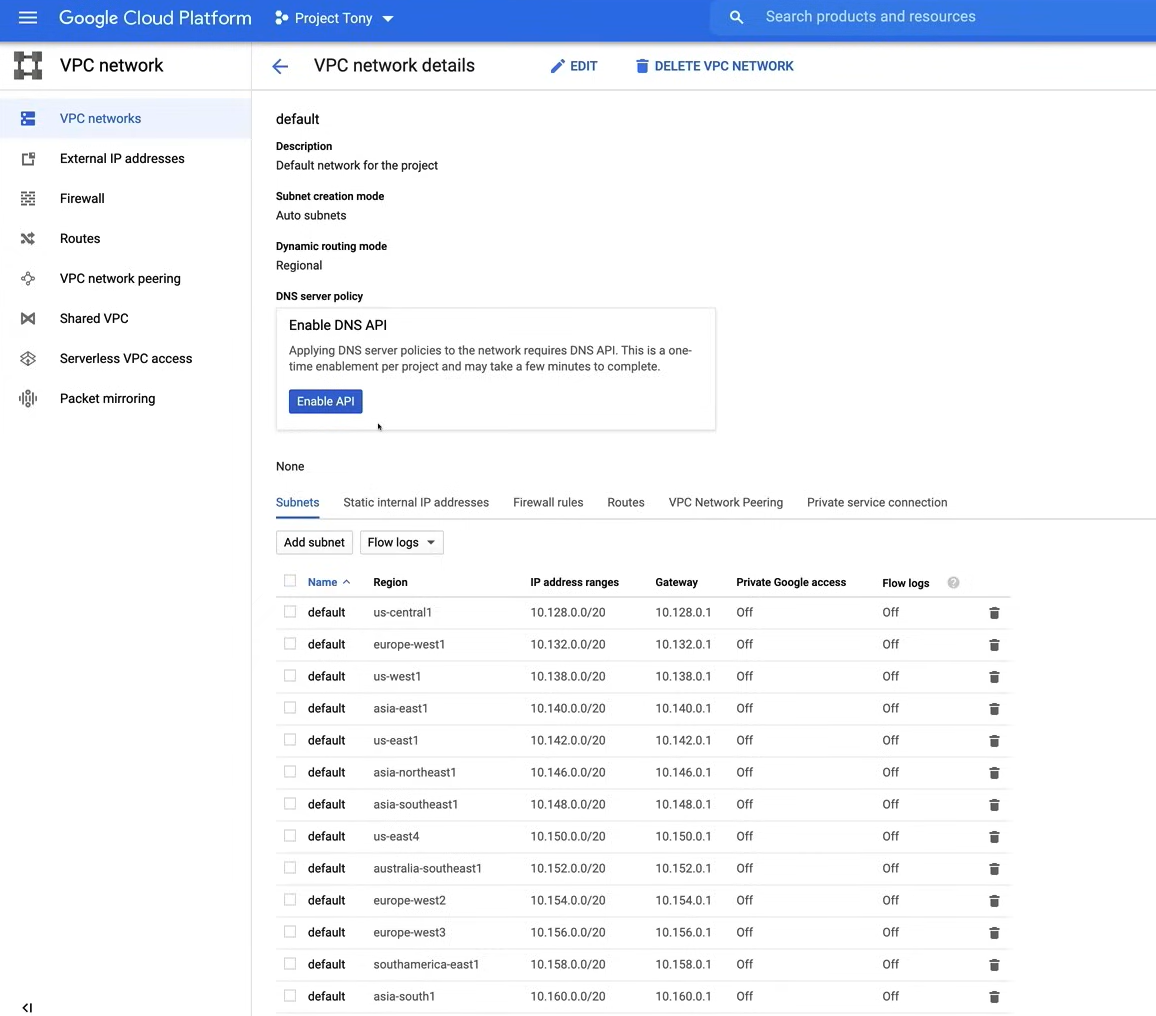 Google Cloud Platform Project Tony Search products and resources
VPC network VPC network details EDIT DELETE VPC NETWORK
VPC networks
External IP addresses
Firewall
Routes
VPC network peering
Shared VPC
Serverless VPC access
Packet mirroring
default
Description
Default network for the project
Subnet creation mode
Auto subnets
Dynamic routing mode
Regional
DNS server policy
Enable DNS API
Applying DNS server policies to the network requires DNS API. This is a one-
time enablement per project and may take a few minutes to complete.
Enable API
None
Subnets Static internal IP addresses Firewall rules Routes VPC Network Peering Private service connection
Add subnet Flow logs
Name Region IP address ranges Gateway Private Google access Flow logs ?
default us-central1 10.128.0.0/20 10.128.0.1 Off Off
default europe-west1 10.132.0.0/20 10.132.0.1 Off Off
default us-west1 10.138.0.0/20 10.138.0.1 Off Off
default asia-east1 10.140.0.0/20 10.140.0.1 Off Off
default us-east1 10.142.0.0/20 10.142.0.1 Off Off
default asia-northeast1 10.146.0.0/20 10.146.0.1 Off Off
default asia-southeast1 10.148.0.0/20 10.148.0.1 Off Off
default us-east4 10.150.0.0/20 10.150.0.1 Off Off
default australia-southeast1 10.152.0.0/20 10.152.0.1 Off Off
default europe-west2 10.154.0.0/20 10.154.0.1 Off Off
default europe-west3 10.156.0.0/20 10.156.0.1 Off Off
default southamerica-east1 10.158.0.0/20 10.158.0.1 Off Off
default asia-south1 10.160.0.0/20 10.160.0.1 Off Off